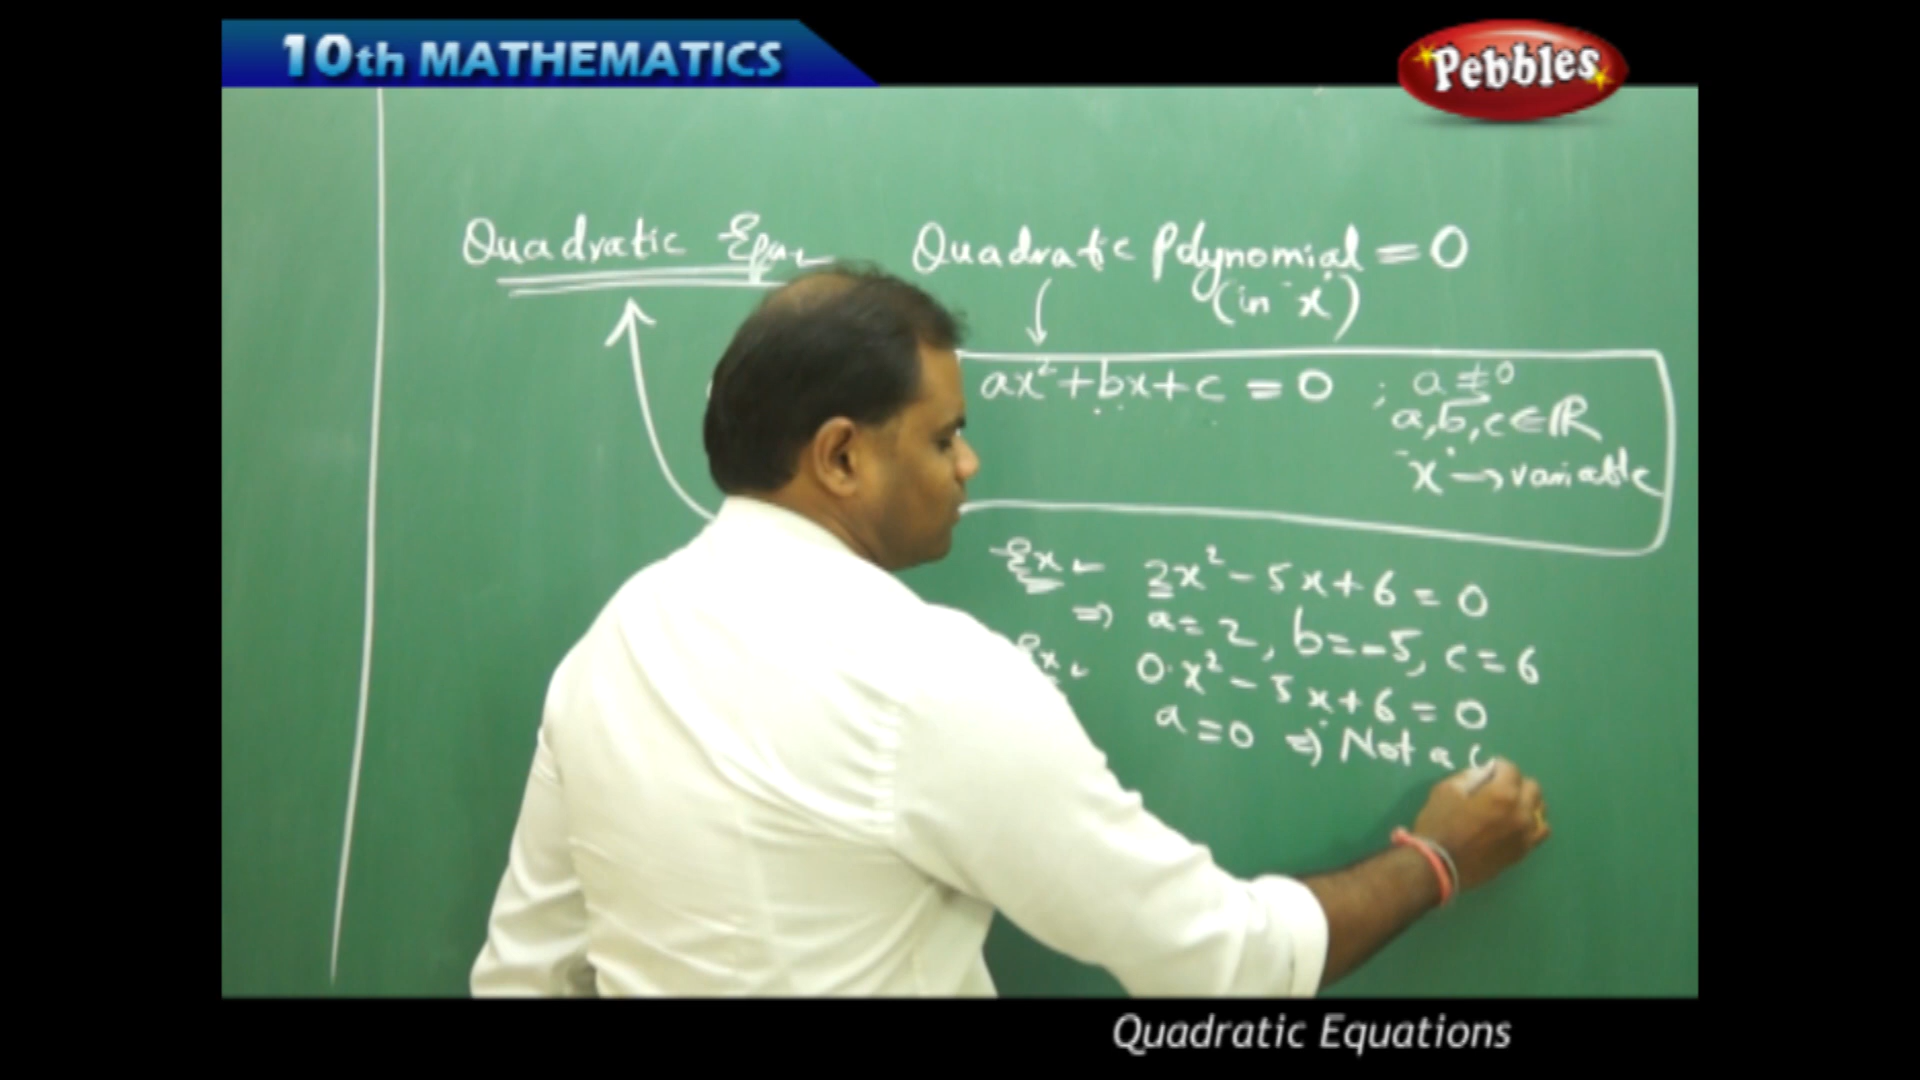 10th MATHEMATICS
Pebbles
Quadratic Eqn
Quadratic Polynomial = 0
(in 'x')
ax² + bx + c = 0 ; a ≠ 0
a, b, c ∈ ℝ
'x' → variable
Ex 2x² - 5x + 6 = 0
⇒ a = 2, b = -5, c = 6
Ex 0·x² - 5x + 6 = 0
a = 0 ⇒ Not a
Quadratic Equations